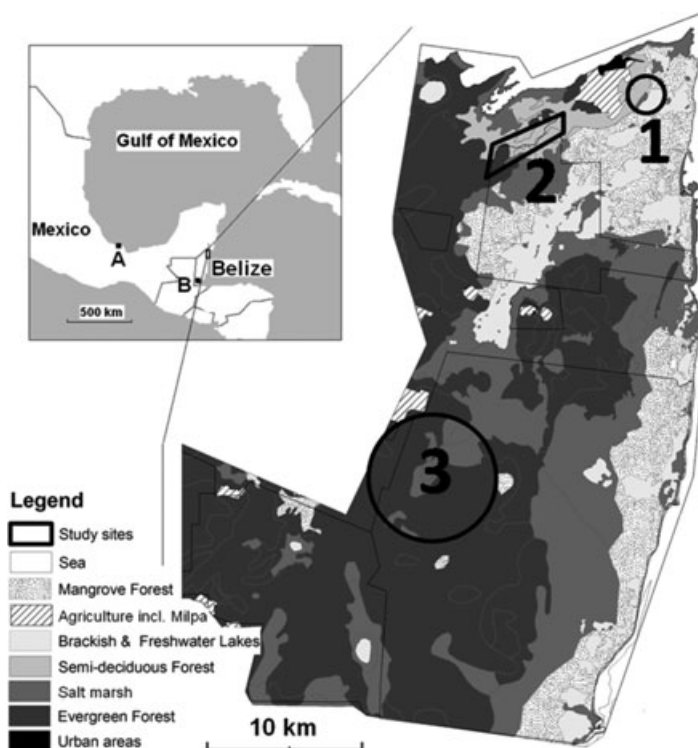 Gulf of Mexico
Mexico
A
B
Belize
500 km
1
2
3
Legend
Study sites
Sea
Mangrove Forest
Agriculture incl. Milpa
Brackish & Freshwater Lakes
Semi-deciduous Forest
Salt marsh
Evergreen Forest
Urban areas
10 km